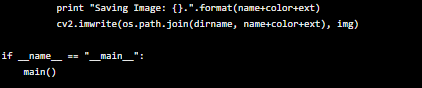 print "Saving Image: {}.".format(name+color+ext)
cv2.imwrite(os.path.join(dirname, name+color+ext), img)
if __name__ == "__main__":
main()